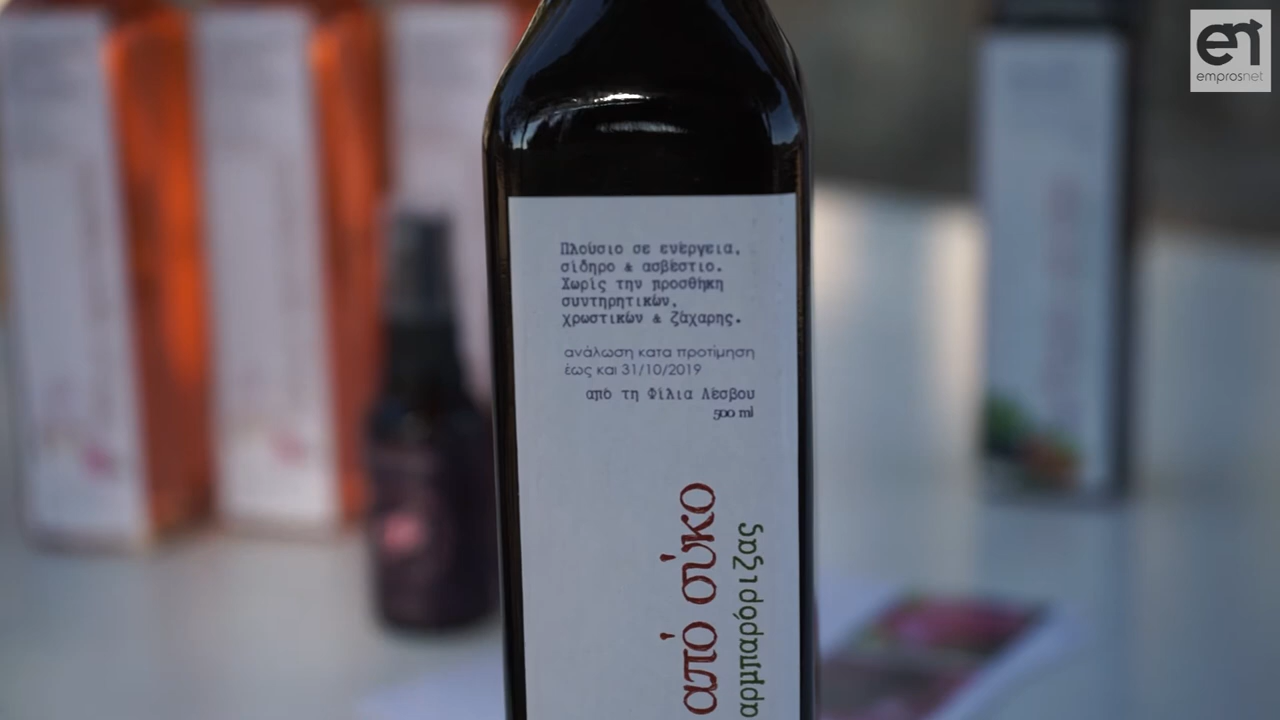 en
emprosnet
Πλούσιο σε ενέργεια,
σίδηρο & ασβέστιο.
Χωρίς την προσθήκη
συντηρητικών,
χρωστικών & ζάχαρης.
ανάλωση κατα προτίμηση
έως και 31/10/2019
από τη Φίλια Λέσβου
500 ml
από σύκο